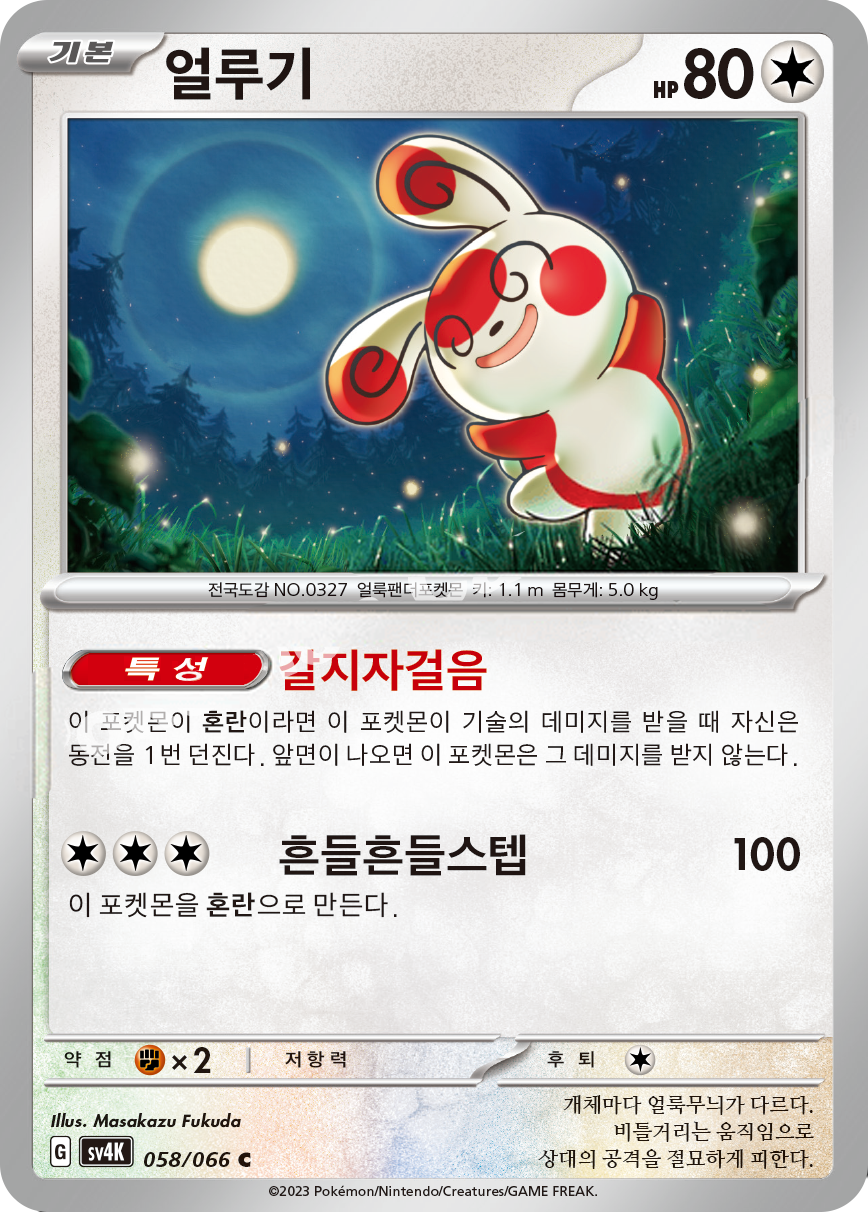 기본 얼루기 HP 80
전국도감 NO.0327 얼룩팬더포켓몬 키: 1.1 m 몸무게: 5.0 kg
특성 갈지자걸음
이 포켓몬이 혼란이라면 이 포켓몬이 기술의 데미지를 받을 때 자신은
동전을 1번 던진다. 앞면이 나오면 이 포켓몬은 그 데미지를 받지 않는다.
흔들흔들스텝 100
이 포켓몬을 혼란으로 만든다.
약점 ×2 저항력 후퇴
Illus. Masakazu Fukuda
G sv4K 058/066 C
개체마다 얼룩무늬가 다르다.
비틀거리는 움직임으로
상대의 공격을 절묘하게 피한다.
©2023 Pokémon/Nintendo/Creatures/GAME FREAK.